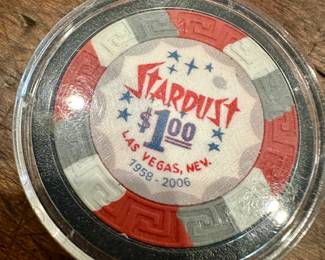 STARDUST
$1.00
LAS VEGAS, NEV.
1958 - 2006